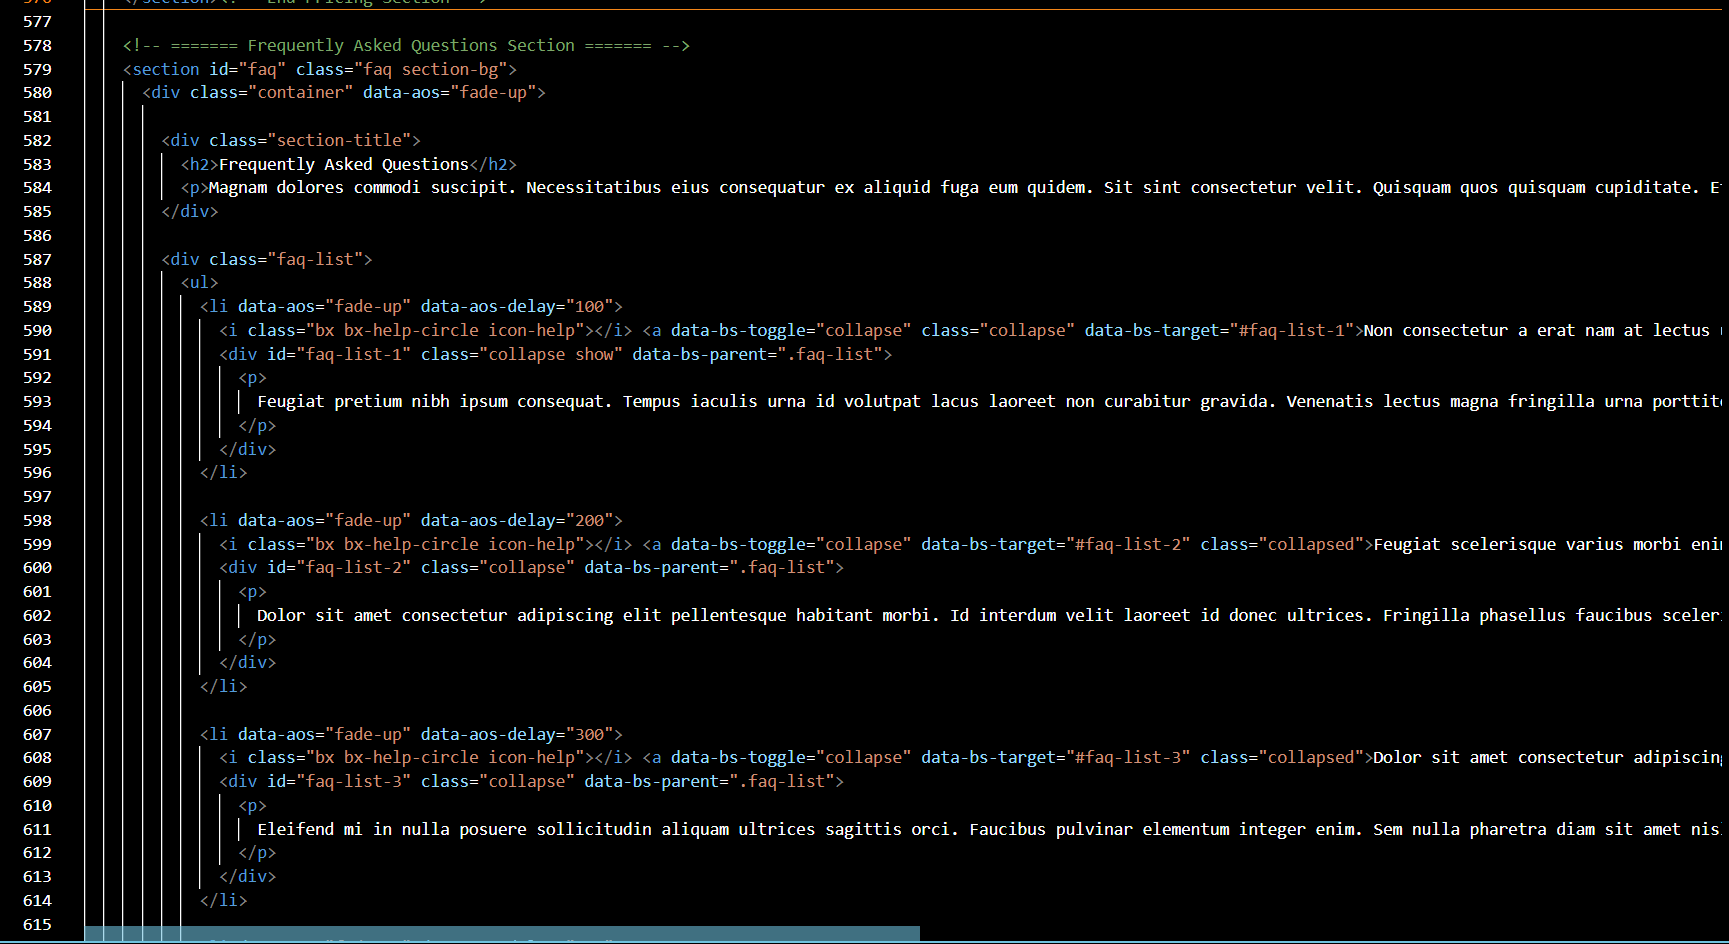 576 </section><!-- End Pricing Section -->
577
578 <!-- ======= Frequently Asked Questions Section ======= -->
579 <section id="faq" class="faq section-bg">
580 <div class="container" data-aos="fade-up">
581
582 <div class="section-title">
583 <h2>Frequently Asked Questions</h2>
584 <p>Magnam dolores commodi suscipit. Necessitatibus eius consequatur ex aliquid fuga eum quidem. Sit sint consectetur velit. Quisquam quos quisquam cupiditate.
585 </div>
586
587 <div class="faq-list">
588 <ul>
589 <li data-aos="fade-up" data-aos-delay="100">
590 <i class="bx bx-help-circle icon-help"></i> <a data-bs-toggle="collapse" class="collapse" data-bs-target="#faq-list-1">Non consectetur a erat nam at lectus
591 <div id="faq-list-1" class="collapse show" data-bs-parent=".faq-list">
592 <p>
593 Feugiat pretium nibh ipsum consequat. Tempus iaculis urna id volutpat lacus laoreet non curabitur gravida. Venenatis lectus magna fringilla urna
594 </p>
595 </div>
596 </li>
597
598 <li data-aos="fade-up" data-aos-delay="200">
599 <i class="bx bx-help-circle icon-help"></i> <a data-bs-toggle="collapse" data-bs-target="#faq-list-2" class="collapsed">Feugiat scelerisque varius morbi
600 <div id="faq-list-2" class="collapse" data-bs-parent=".faq-list">
601 <p>
602 Dolor sit amet consectetur adipiscing elit pellentesque habitant morbi. Id interdum velit laoreet id donec ultrices. Fringilla phasellus faucibus
603 </p>
604 </div>
605 </li>
606
607 <li data-aos="fade-up" data-aos-delay="300">
608 <i class="bx bx-help-circle icon-help"></i> <a data-bs-toggle="collapse" data-bs-target="#faq-list-3" class="collapsed">Dolor sit amet consectetur adipiscing
609 <div id="faq-list-3" class="collapse" data-bs-parent=".faq-list">
610 <p>
611 Eleifend mi in nulla posuere sollicitudin aliquam ultrices sagittis orci. Faucibus pulvinar elementum integer enim. Sem nulla pharetra diam sit amet
612 </p>
613 </div>
614 </li>
615